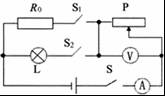 R₀ S₁ P
L S₂ V
S A